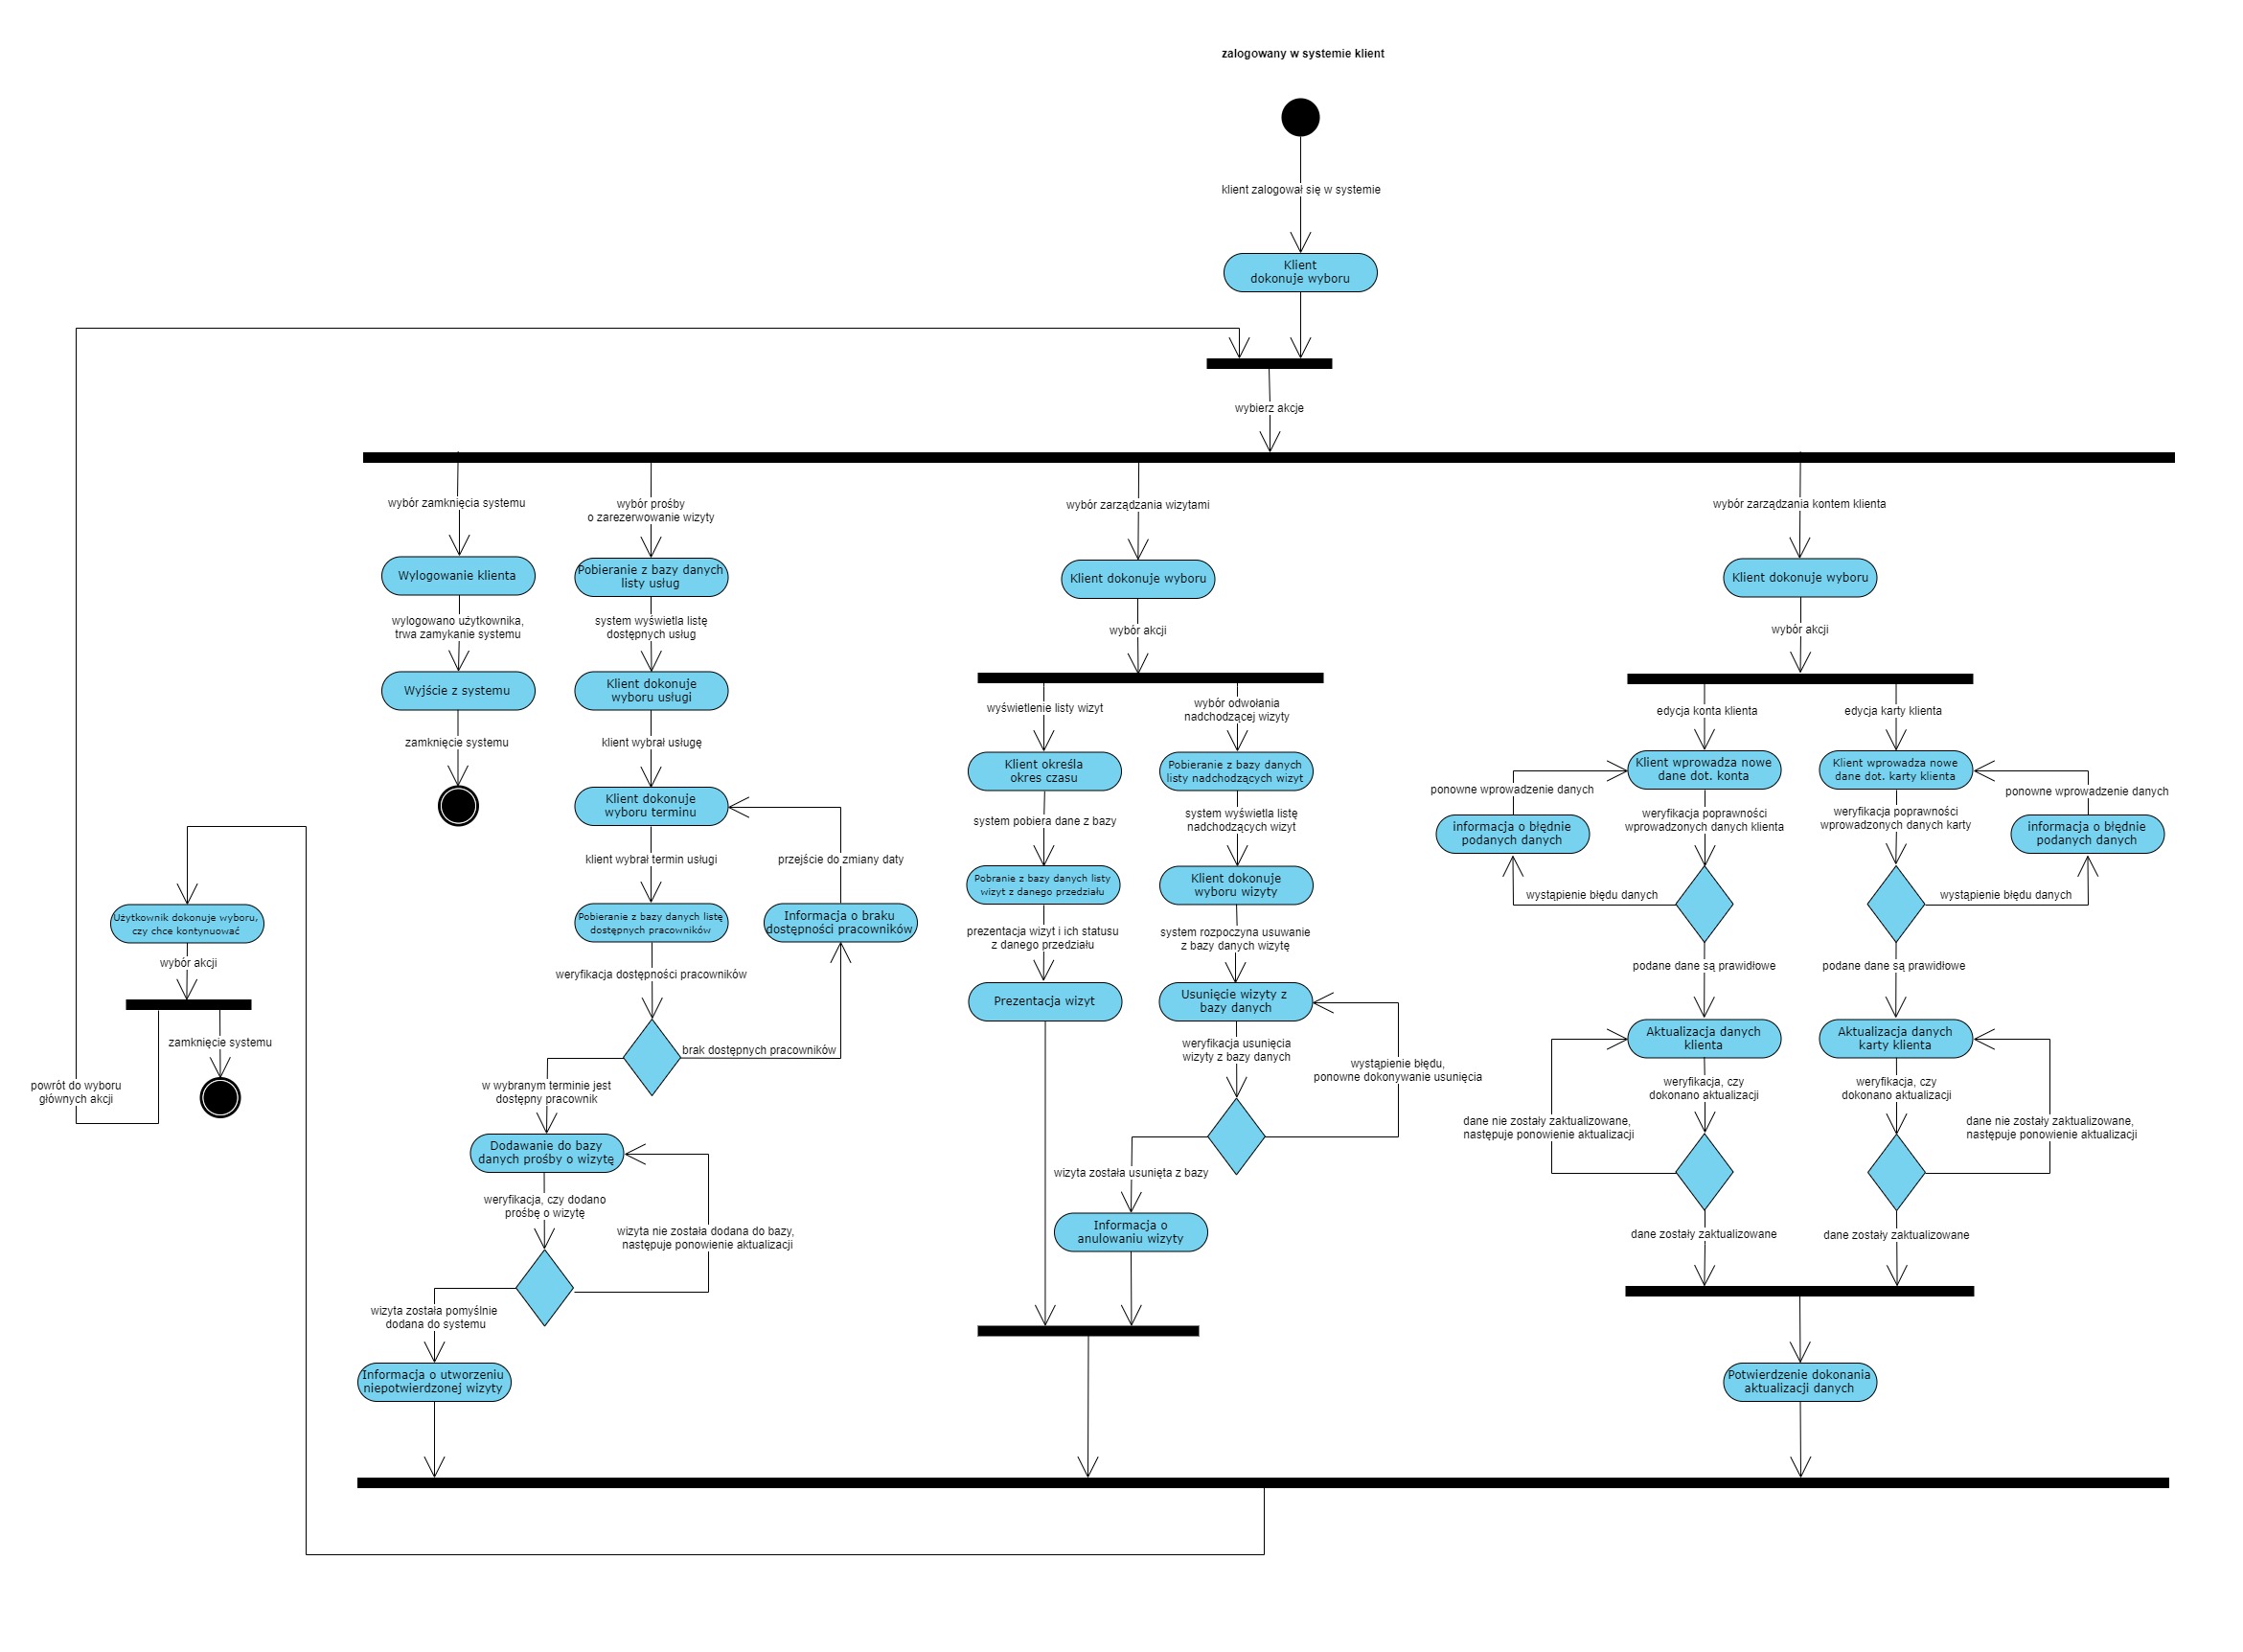 zalogowany w systemie klient
klient zalogował się w systemie
Klient
dokonuje wyboru
wybierz akcje
wybór zamknięcia systemu
Wylogowanie klienta
wylogowano użytkownika,
trwa zamykanie systemu
Wyjście z systemu
zamknięcie systemu
wybór prośby
o zarezerwowanie wizyty
Pobieranie z bazy danych
listy usług
system wyświetla listę
dostępnych usług
Klient dokonuje
wyboru usługi
klient wybrał usługę
Klient dokonuje
wyboru terminu
klient wybrał termin usługi
przejście do zmiany daty
Pobieranie z bazy danych listę
dostępnych pracowników
Informacja o braku
dostępności pracowników
weryfikacja dostępności pracowników
brak dostępnych pracowników
w wybranym terminie jest
dostępny pracownik
Dodawanie do bazy
danych prośby o wizytę
weryfikacja, czy dodano
prośbę o wizytę
wizyta nie została dodana do bazy,
następuje ponowienie aktualizacji
wizyta została pomyślnie
dodana do systemu
Informacja o utworzeniu
niepotwierdzonej wizyty
wybór zarządzania wizytami
Klient dokonuje wyboru
wybór akcji
wyświetlenie listy wizyt
Klient określa
okres czasu
system pobiera dane z bazy
Pobranie z bazy danych listy
wizyt z danego przedziału
prezentacja wizyt i ich statusu
z danego przedziału
Prezentacja wizyt
wybór odwołania
nadchodzącej wizyty
Pobieranie z bazy danych
listy nadchodzących wizyt
system wyświetla listę
nadchodzących wizyt
Klient dokonuje
wyboru wizyty
system rozpoczyna usuwanie
z bazy danych wizytę
Usunięcie wizyty z
bazy danych
weryfikacja usunięcia
wizyty z bazy danych
wystąpienie błędu,
ponowne dokonywanie usunięcia
wizyta została usunięta z bazy
Informacja o
anulowaniu wizyty
wybór zarządzania kontem klienta
Klient dokonuje wyboru
wybór akcji
edycja konta klienta
Klient wprowadza nowe
dane dot. konta
ponowne wprowadzenie danych
informacja o błędnie
podanych danych
weryfikacja poprawności
wprowadzonych danych klienta
wystąpienie błędu danych
podane dane są prawidłowe
Aktualizacja danych
klienta
weryfikacja, czy
dokonano aktualizacji
dane nie zostały zaktualizowane,
następuje ponowienie aktualizacji
dane zostały zaktualizowane
edycja karty klienta
Klient wprowadza nowe
dane dot. karty klienta
ponowne wprowadzenie danych
informacja o błędnie
podanych danych
weryfikacja poprawności
wprowadzonych danych karty
wystąpienie błędu danych
podane dane są prawidłowe
Aktualizacja danych
karty klienta
weryfikacja, czy
dokonano aktualizacji
dane nie zostały zaktualizowane,
następuje ponowienie aktualizacji
dane zostały zaktualizowane
Potwierdzenie dokonania
aktualizacji danych
Użytkownik dokonuje wyboru,
czy chce kontynuować
wybór akcji
zamknięcie systemu
powrót do wyboru
głównych akcji